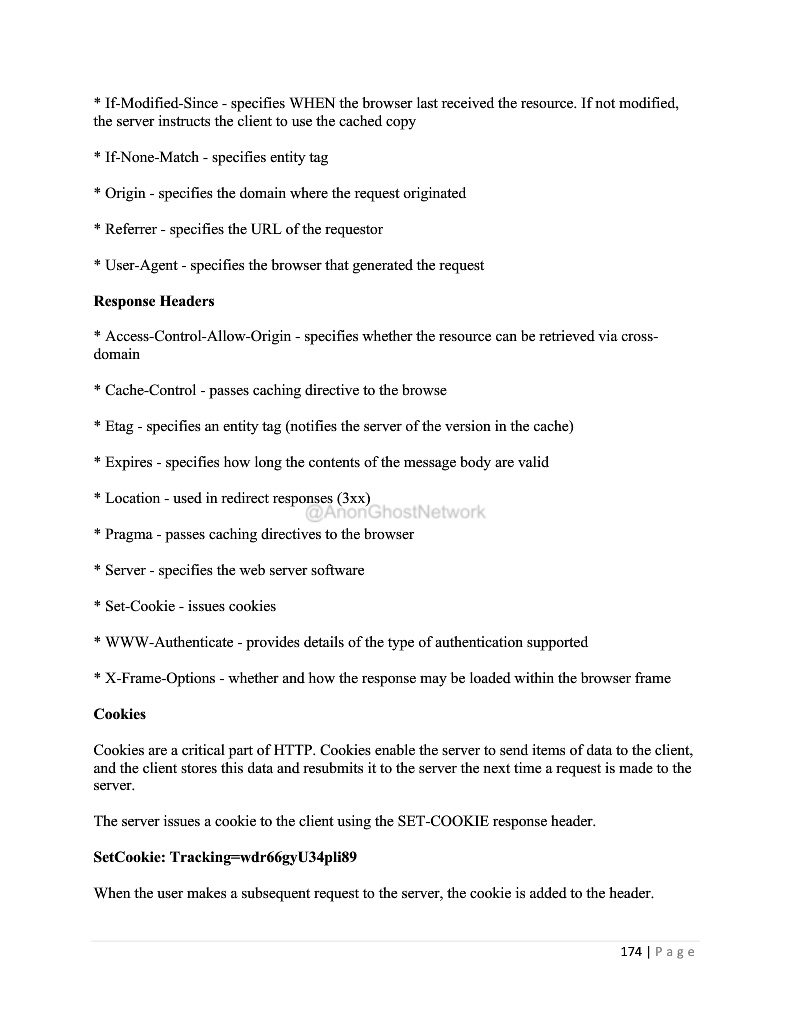 * If-Modified-Since - specifies WHEN the browser last received the resource. If not modified,
the server instructs the client to use the cached copy
* If-None-Match - specifies entity tag
* Origin - specifies the domain where the request originated
* Referrer - specifies the URL of the requestor
* User-Agent - specifies the browser that generated the request
Response Headers
* Access-Control-Allow-Origin - specifies whether the resource can be retrieved via cross-
domain
* Cache-Control - passes caching directive to the browse
* Etag - specifies an entity tag (notifies the server of the version in the cache)
* Expires - specifies how long the contents of the message body are valid
* Location - used in redirect responses (3xx)
@AnonGhostNetwork
* Pragma - passes caching directives to the browser
* Server - specifies the web server software
* Set-Cookie - issues cookies
* WWW-Authenticate - provides details of the type of authentication supported
* X-Frame-Options - whether and how the response may be loaded within the browser frame
Cookies
Cookies are a critical part of HTTP. Cookies enable the server to send items of data to the client,
and the client stores this data and resubmits it to the server the next time a request is made to the
server.
The server issues a cookie to the client using the SET-COOKIE response header.
SetCookie: Tracking=wdr66gyU34pli89
When the user makes a subsequent request to the server, the cookie is added to the header.
174 | Page